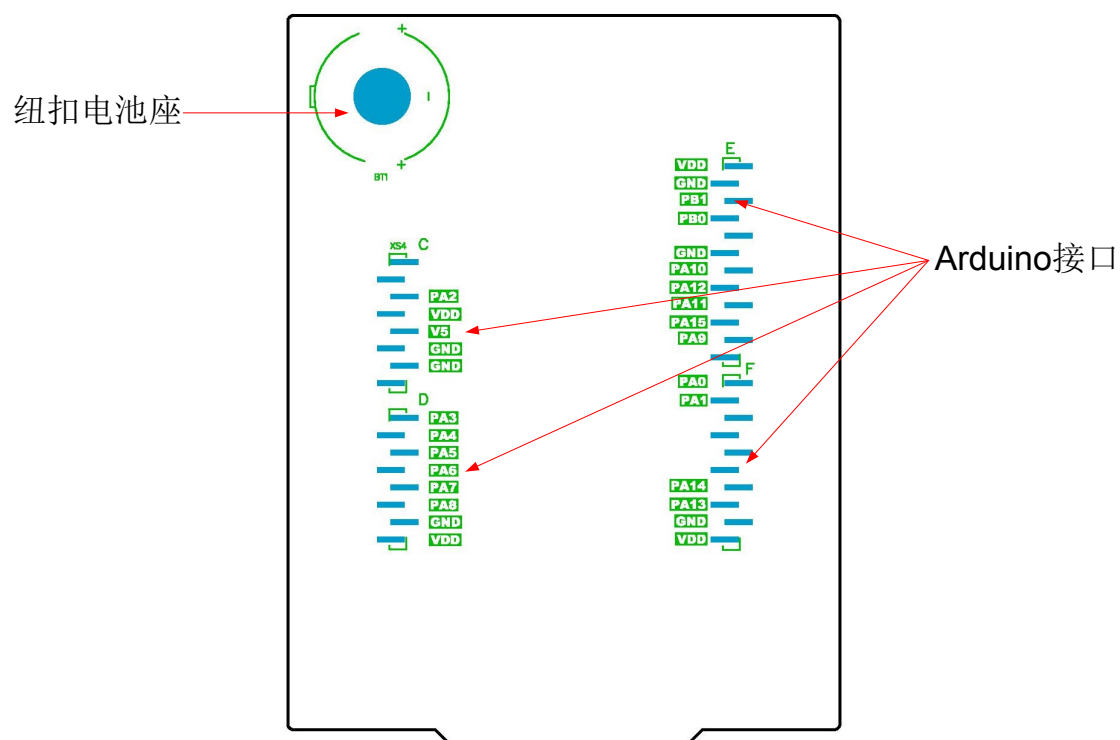 纽扣电池座
+
-
+
BT1
E
VDD
GND
PB1
PB0
GND
PA10
PA12
PA11
PA15
PA9
Arduino接口
XS4 C
PA2
VDD
V5
GND
GND
D
PA3
PA4
PA5
PA6
PA7
PA8
GND
VDD
F
PA0
PA1
PA14
PA13
GND
VDD